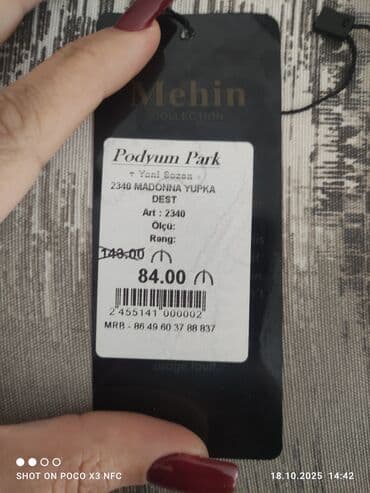 Mehin
COLLECTION
Podyum Park
+ Yeni Sezon +
2340 MADONNA YUPKA
DEST
Art : 2340
Ölçü:
Rəng:
140.00 ₼
84.00 ₼
2 455141 000002
MRB - 86 49 60 37 88 837
SHOT ON POCO X3 NFC
18.10.2025 14:42